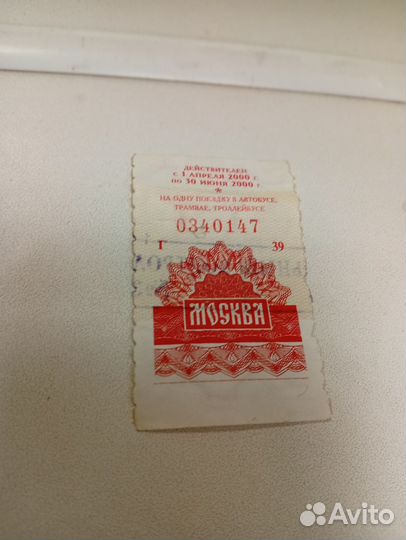 ДЕЙСТВИТЕЛЕН
с 1 АПРЕЛЯ 2000 г.
по 30 ИЮНЯ 2000 г.
*
НА ОДНУ ПОЕЗДКУ В АВТОБУСЕ,
ТРАМВАЕ, ТРОЛЛЕЙБУСЕ
0340147
Г 39
МОСКВА
Avito